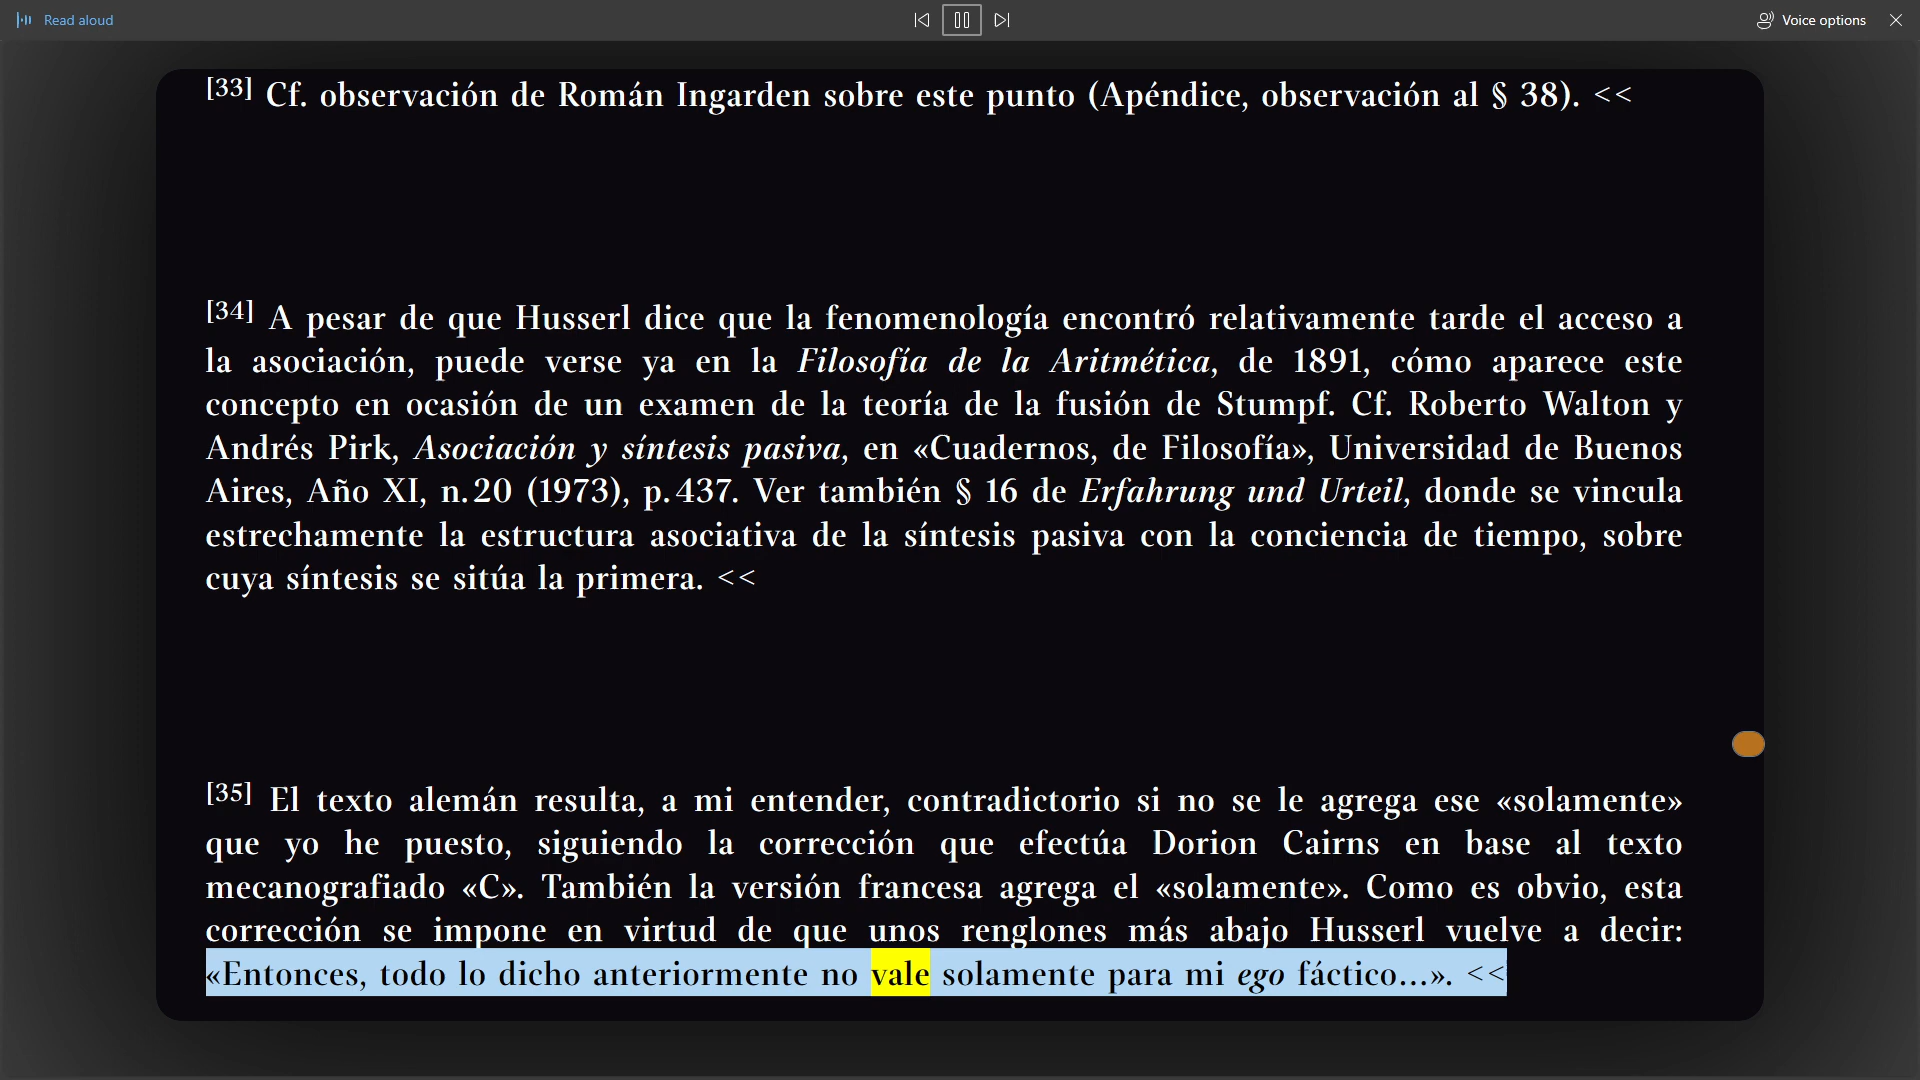 Read aloud
Voice options
[33] Cf. observación de Román Ingarden sobre este punto (Apéndice, observación al § 38). <<
[34] A pesar de que Husserl dice que la fenomenología encontró relativamente tarde el acceso a
la asociación, puede verse ya en la Filosofía de la Aritmética, de 1891, cómo aparece este
concepto en ocasión de un examen de la teoría de la fusión de Stumpf. Cf. Roberto Walton y
Andrés Pirk, Asociación y síntesis pasiva, en «Cuadernos, de Filosofía», Universidad de Buenos
Aires, Año XI, n. 20 (1973), p. 437. Ver también § 16 de Erfahrung und Urteil, donde se vincula
estrechamente la estructura asociativa de la síntesis pasiva con la conciencia de tiempo, sobre
cuya síntesis se sitúa la primera. <<
[35] El texto alemán resulta, a mi entender, contradictorio si no se le agrega ese «solamente»
que yo he puesto, siguiendo la corrección que efectúa Dorion Cairns en base al texto
mecanografiado «C». También la versión francesa agrega el «solamente». Como es obvio, esta
corrección se impone en virtud de que unos renglones más abajo Husserl vuelve a decir:
«Entonces, todo lo dicho anteriormente no vale solamente para mi ego fáctico…». <<